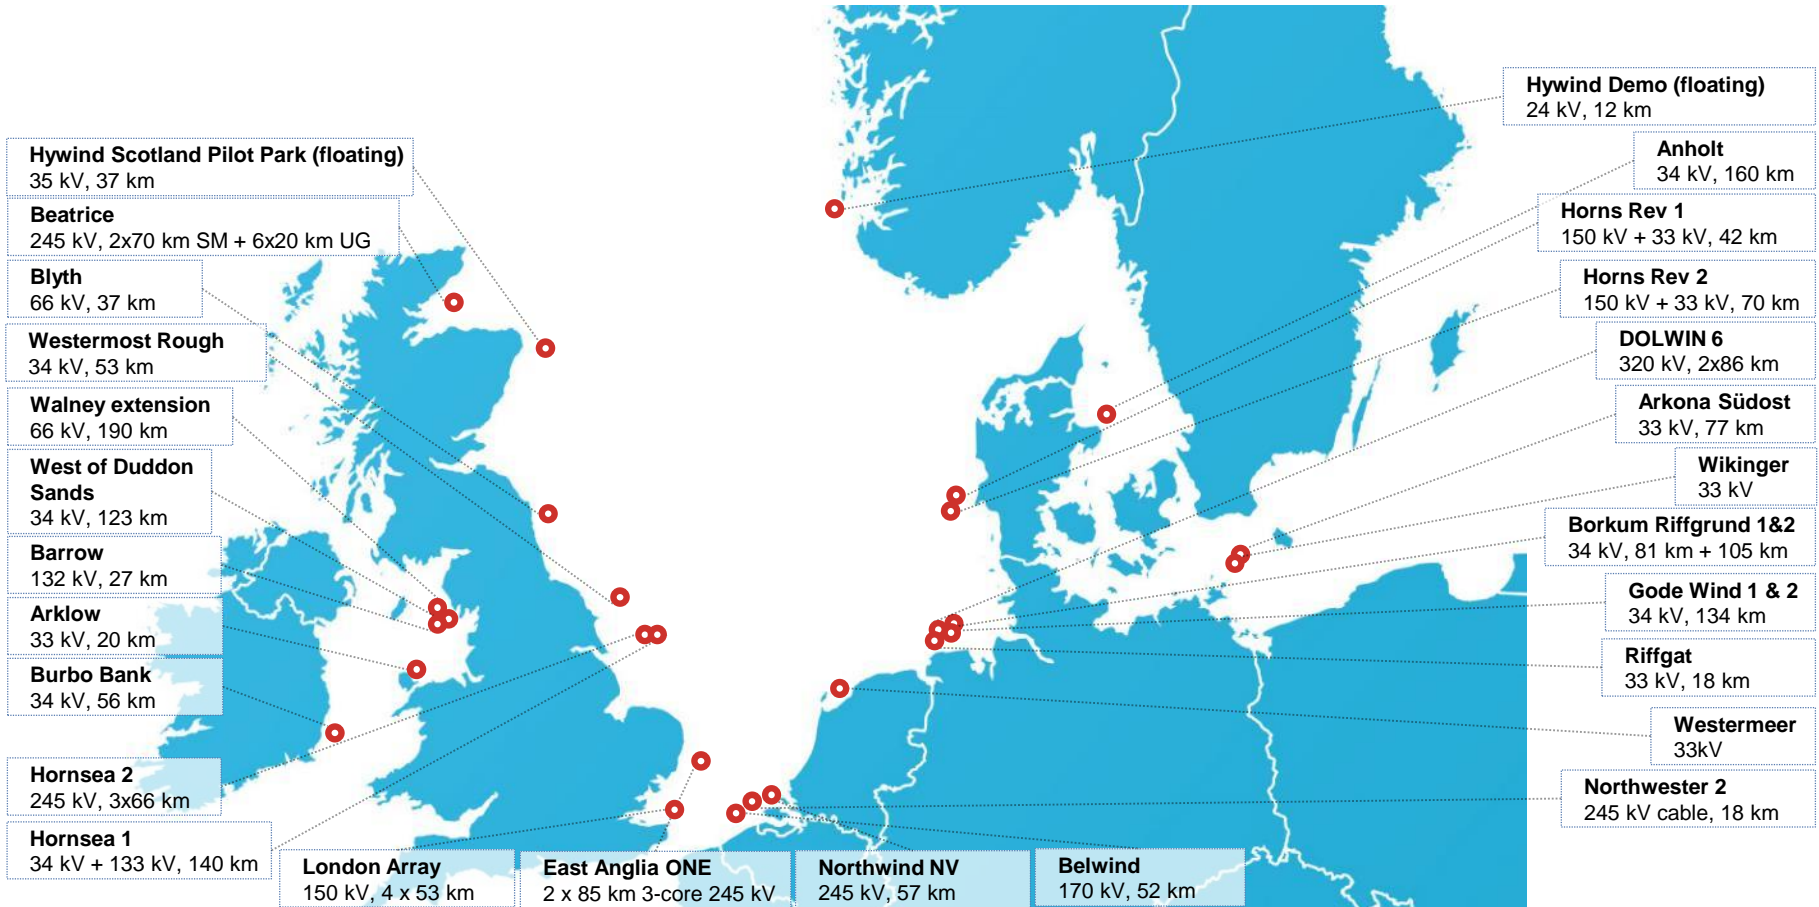 Hywind Scotland Pilot Park (floating)
35 kV, 37 km
Beatrice
245 kV, 2x70 km SM + 6x20 km UG
Blyth
66 kV, 37 km
Westermost Rough
34 kV, 53 km
Walney extension
66 kV, 190 km
West of Duddon
Sands
34 kV, 123 km
Barrow
132 kV, 27 km
Arklow
33 kV, 20 km
Burbo Bank
34 kV, 56 km
Hornsea 2
245 kV, 3x66 km
Hornsea 1
34 kV + 133 kV, 140 km
London Array
150 kV, 4 x 53 km
East Anglia ONE
2 x 85 km 3-core 245 kV
Northwind NV
245 kV, 57 km
Belwind
170 kV, 52 km
Hywind Demo (floating)
24 kV, 12 km
Anholt
34 kV, 160 km
Horns Rev 1
150 kV + 33 kV, 42 km
Horns Rev 2
150 kV + 33 kV, 70 km
DOLWIN 6
320 kV, 2x86 km
Arkona Südost
33 kV, 77 km
Wikinger
33 kV
Borkum Riffgrund 1&2
34 kV, 81 km + 105 km
Gode Wind 1 & 2
34 kV, 134 km
Riffgat
33 kV, 18 km
Westermeer
33kV
Northwester 2
245 kV cable, 18 km